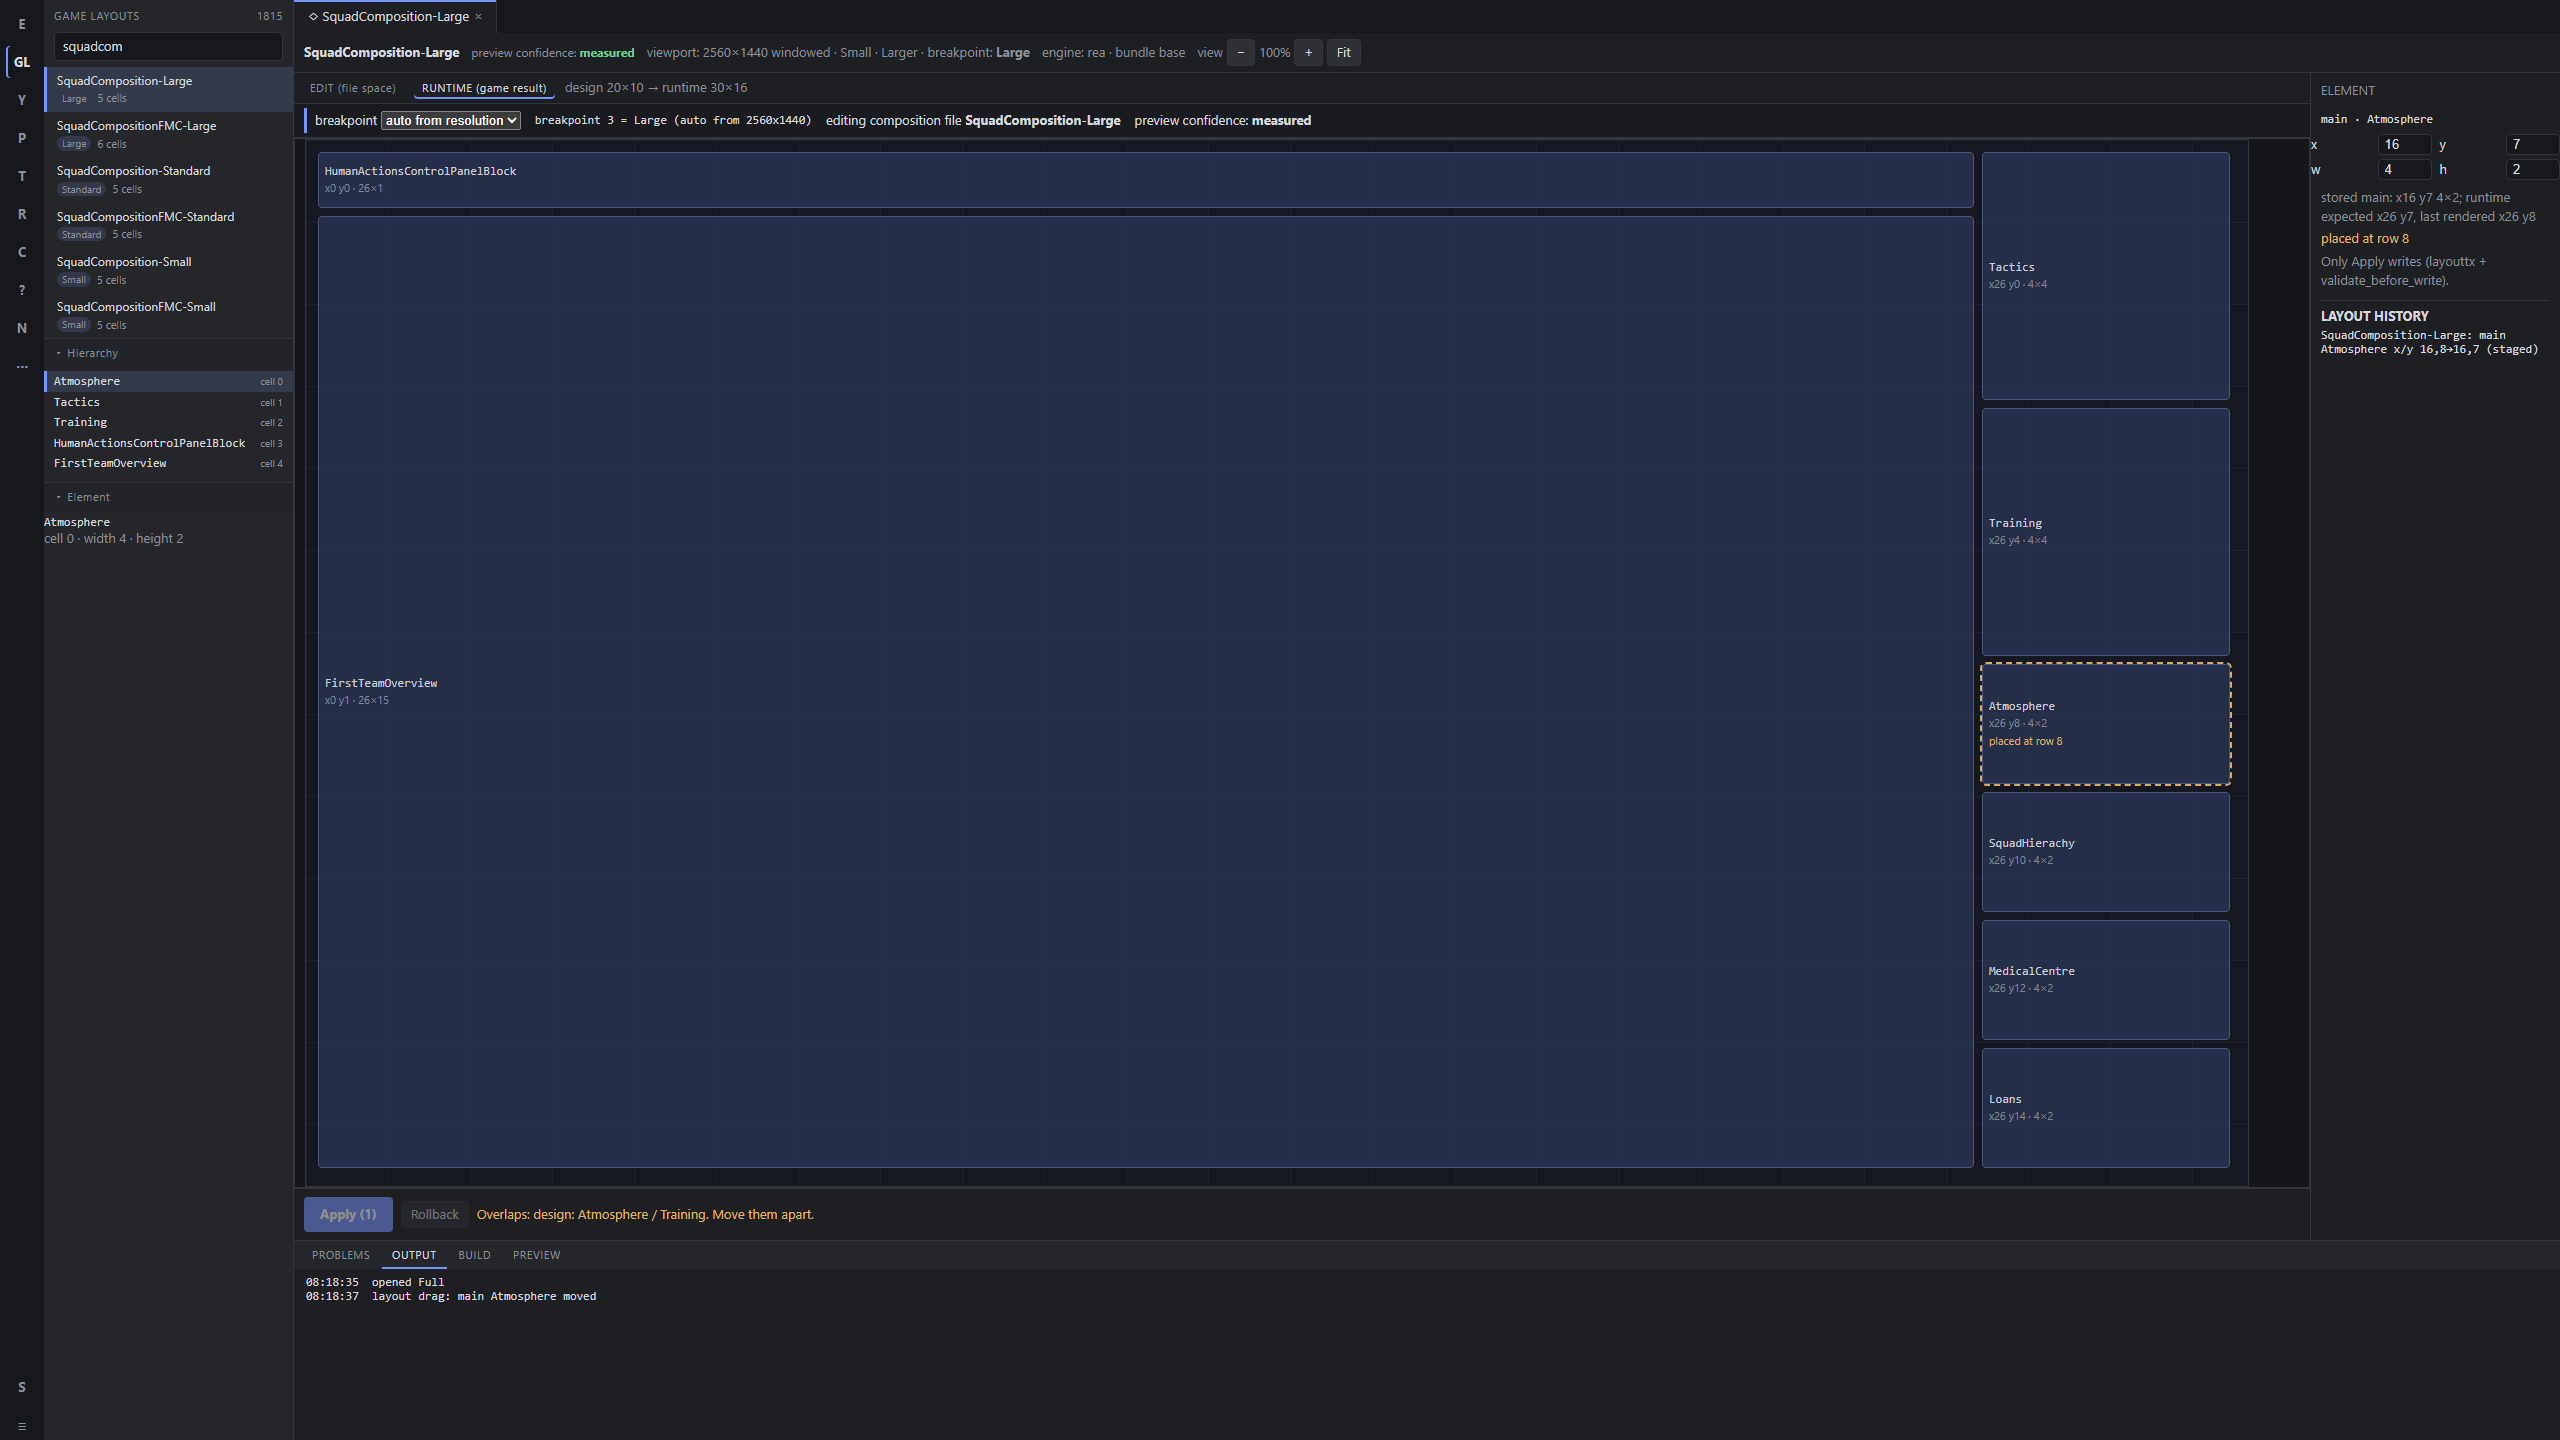 E
GL
Y
P
T
R
C
?
N
...
S
≡
GAME LAYOUTS 1815
squadcom
SquadComposition-Large
Large 5 cells
SquadCompositionFMC-Large
Large 6 cells
SquadComposition-Standard
Standard 5 cells
SquadCompositionFMC-Standard
Standard 5 cells
SquadComposition-Small
Small 5 cells
SquadCompositionFMC-Small
Small 5 cells
Hierarchy
Atmosphere cell 0
Tactics cell 1
Training cell 2
HumanActionsControlPanelBlock cell 3
FirstTeamOverview cell 4
Element
Atmosphere
cell 0 · width 4 · height 2
◇ SquadComposition-Large ×
SquadComposition-Large preview confidence: measured viewport: 2560×1440 windowed · Small · Larger · breakpoint: Large engine: rea · bundle base view − 100% + Fit
EDIT (file space) RUNTIME (game result) design 20×10 → runtime 30×16
breakpoint auto from resolution breakpoint 3 = Large (auto from 2560x1440) editing composition file SquadComposition-Large preview confidence: measured
HumanActionsControlPanelBlock
x0 y0 · 26×1
FirstTeamOverview
x0 y1 · 26×15
Tactics
x26 y0 · 4×4
Training
x26 y4 · 4×4
Atmosphere
x26 y8 · 4×2
placed at row 8
SquadHierachy
x26 y10 · 4×2
MedicalCentre
x26 y12 · 4×2
Loans
x26 y14 · 4×2
Apply (1) Rollback Overlaps: design: Atmosphere / Training. Move them apart.
PROBLEMS OUTPUT BUILD PREVIEW
08:18:35 opened Full
08:18:37 layout drag: main Atmosphere moved
ELEMENT
main · Atmosphere
x 16 y 7
w 4 h 2
stored main: x16 y7 4×2; runtime
expected x26 y7, last rendered x26 y8
placed at row 8
Only Apply writes (layouttx +
validate_before_write).
LAYOUT HISTORY
SquadComposition-Large: main
Atmosphere x/y 16,8→16,7 (staged)